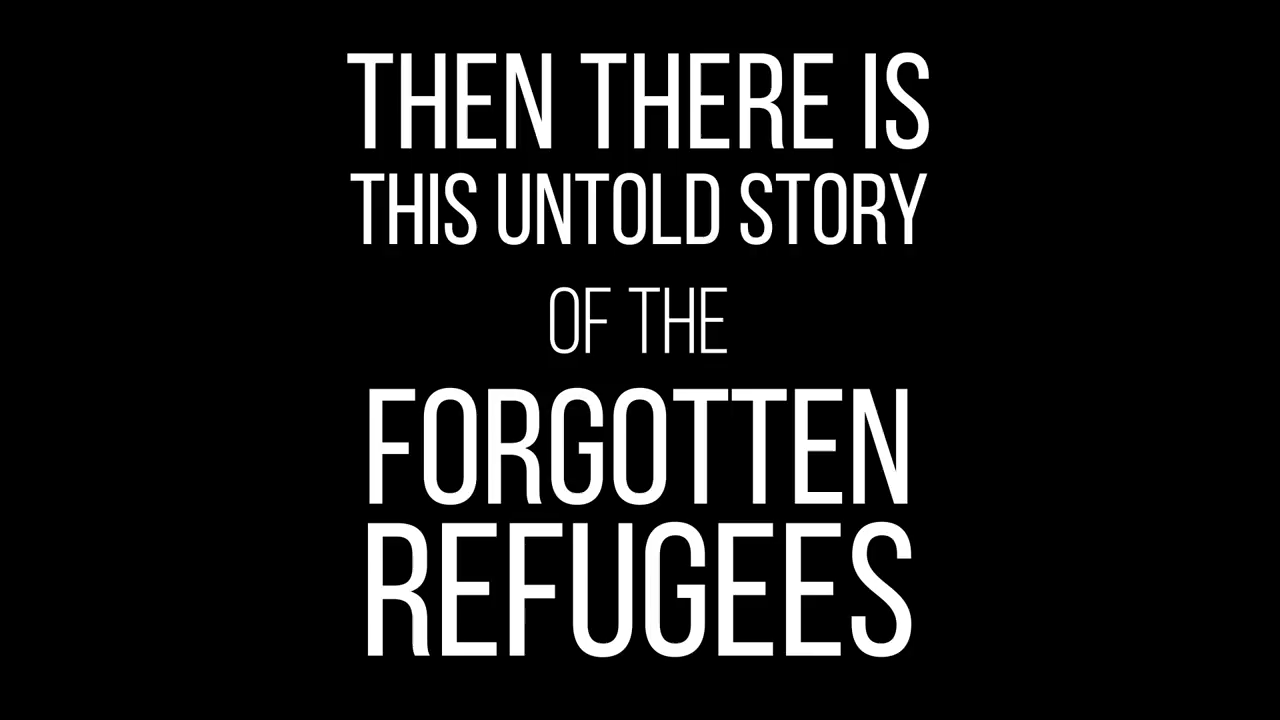 THEN THERE IS
THIS UNTOLD STORY
OF THE
FORGOTTEN
REFUGEES